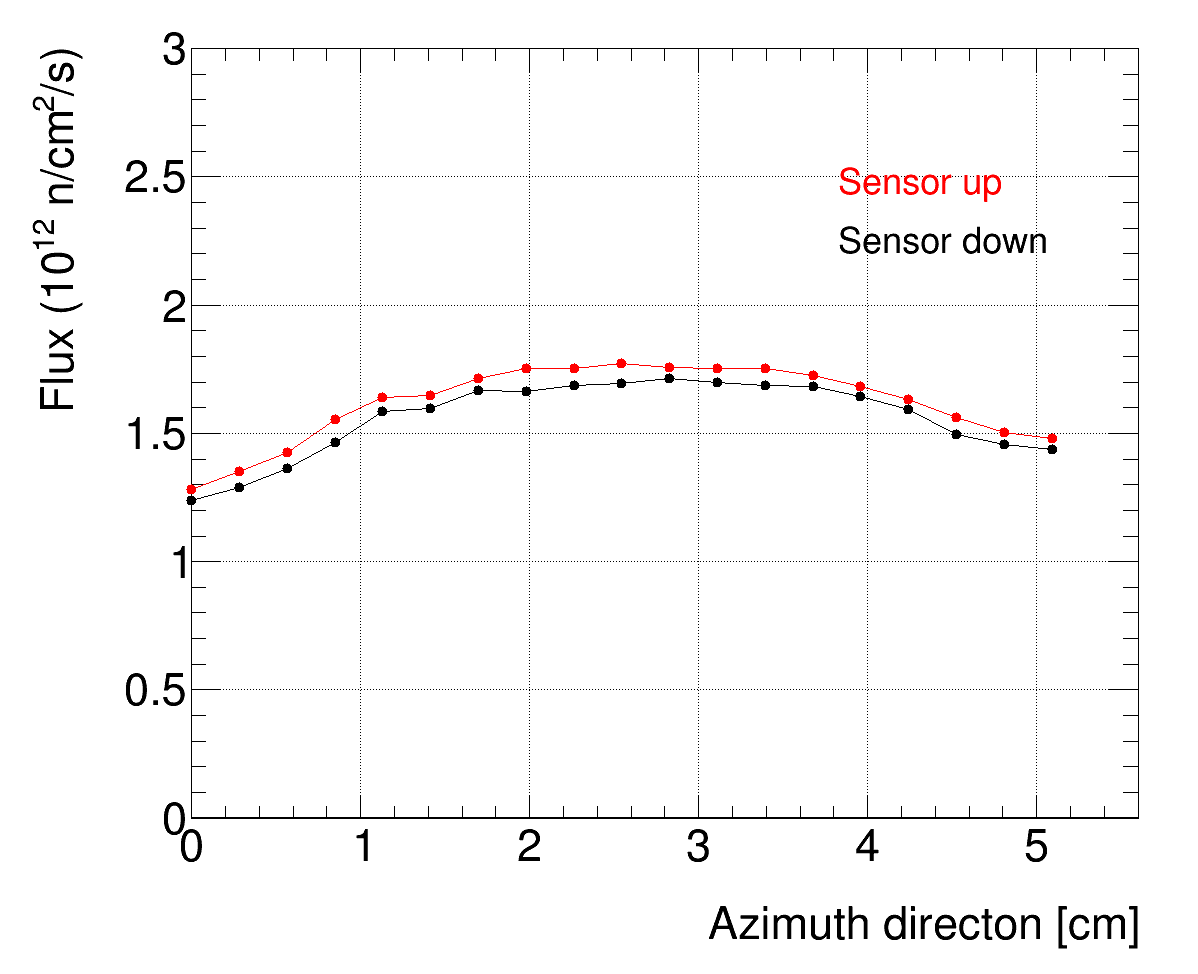 Flux (10¹² n/cm²/s)
3
2.5
2
1.5
1
0.5
0
Sensor up
Sensor down
0 1 2 3 4 5
Azimuth directon [cm]